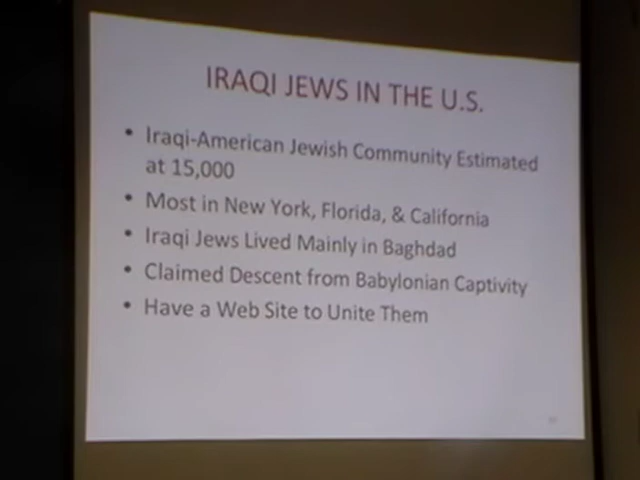 IRAQI JEWS IN THE U.S.
• Iraqi-American Jewish Community Estimated
at 15,000
• Most in New York, Florida, & California
• Iraqi Jews Lived Mainly in Baghdad
• Claimed Descent from Babylonian Captivity
• Have a Web Site to Unite Them